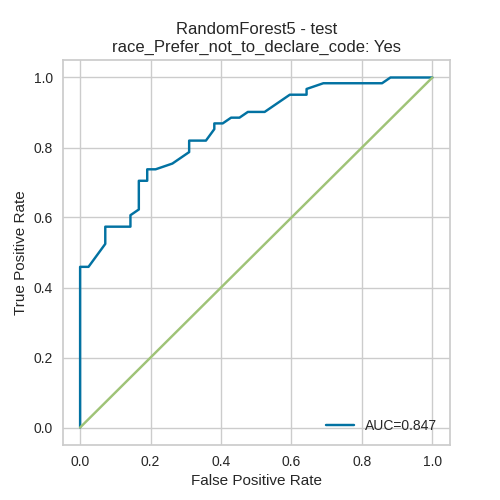 RandomForest5 - test
race_Prefer_not_to_declare_code: Yes
True Positive Rate
1.0
0.8
0.6
0.4
0.2
0.0
AUC=0.847
0.0 0.2 0.4 0.6 0.8 1.0
False Positive Rate